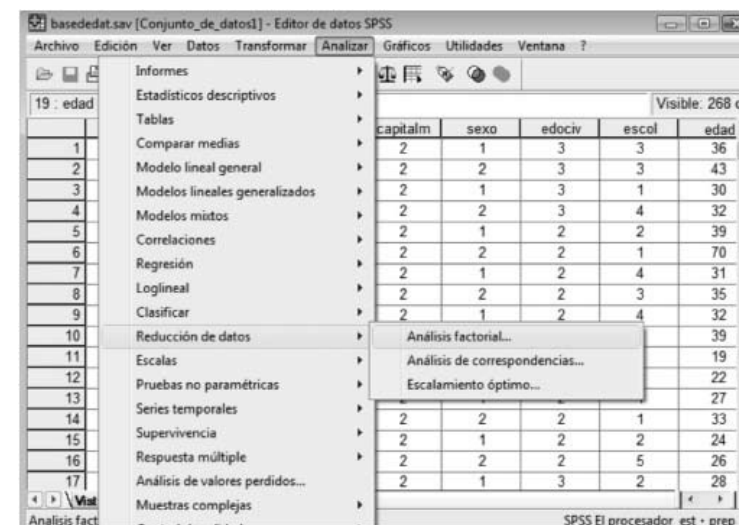 basededat.sav [Conjunto_de_datos1] - Editor de datos SPSS
Archivo Edición Ver Datos Transformar Analizar Gráficos Utilidades Ventana ?
19 : edad Visible: 268 d
Informes
Estadísticos descriptivos
Tablas
Comparar medias
Modelo lineal general
Modelos lineales generalizados
Modelos mixtos
Correlaciones
Regresión
Loglineal
Clasificar
Reducción de datos
Escalas
Pruebas no paramétricas
Series temporales
Supervivencia
Respuesta múltiple
Análisis de valores perdidos...
Muestras complejas
Análisis factorial...
Análisis de correspondencias...
Escalamiento óptimo...
capitalm sexo edociv escol edad
1 2 1 3 3 36
2 2 2 3 3 43
3 2 1 3 1 30
4 2 2 3 4 32
5 2 1 2 2 39
6 2 2 2 1 70
7 2 1 2 4 31
8 2 2 2 3 35
9 2 1 2 4 32
10 39
11 19
12 22
13 27
14 2 2 2 1 33
15 2 1 2 2 24
16 2 2 2 5 26
17 2 1 3 2 28
Analisis fact SPSS El procesador est prep